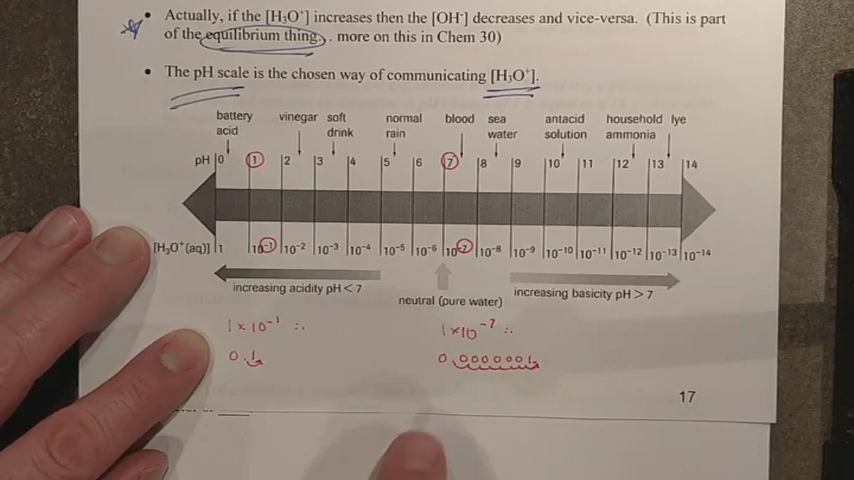 • Actually, if the [H₃O⁺] increases then the [OH⁻] decreases and vice-versa. (This is part
of the equilibrium thing... more on this in Chem 30)
• The pH scale is the chosen way of communicating [H₃O⁺].
battery acid vinegar soft drink normal rain blood sea water antacid solution household ammonia lye
pH 0 1 2 3 4 5 6 7 8 9 10 11 12 13 14
[H₃O⁺(aq)] 1 10⁻¹ 10⁻² 10⁻³ 10⁻⁴ 10⁻⁵ 10⁻⁶ 10⁻⁷ 10⁻⁸ 10⁻⁹ 10⁻¹⁰ 10⁻¹¹ 10⁻¹² 10⁻¹³ 10⁻¹⁴
increasing acidity pH < 7 neutral (pure water) increasing basicity pH > 7
1 × 10⁻¹ ∴ 1 × 10⁻⁷ ∴
0.1 0.0000001
17